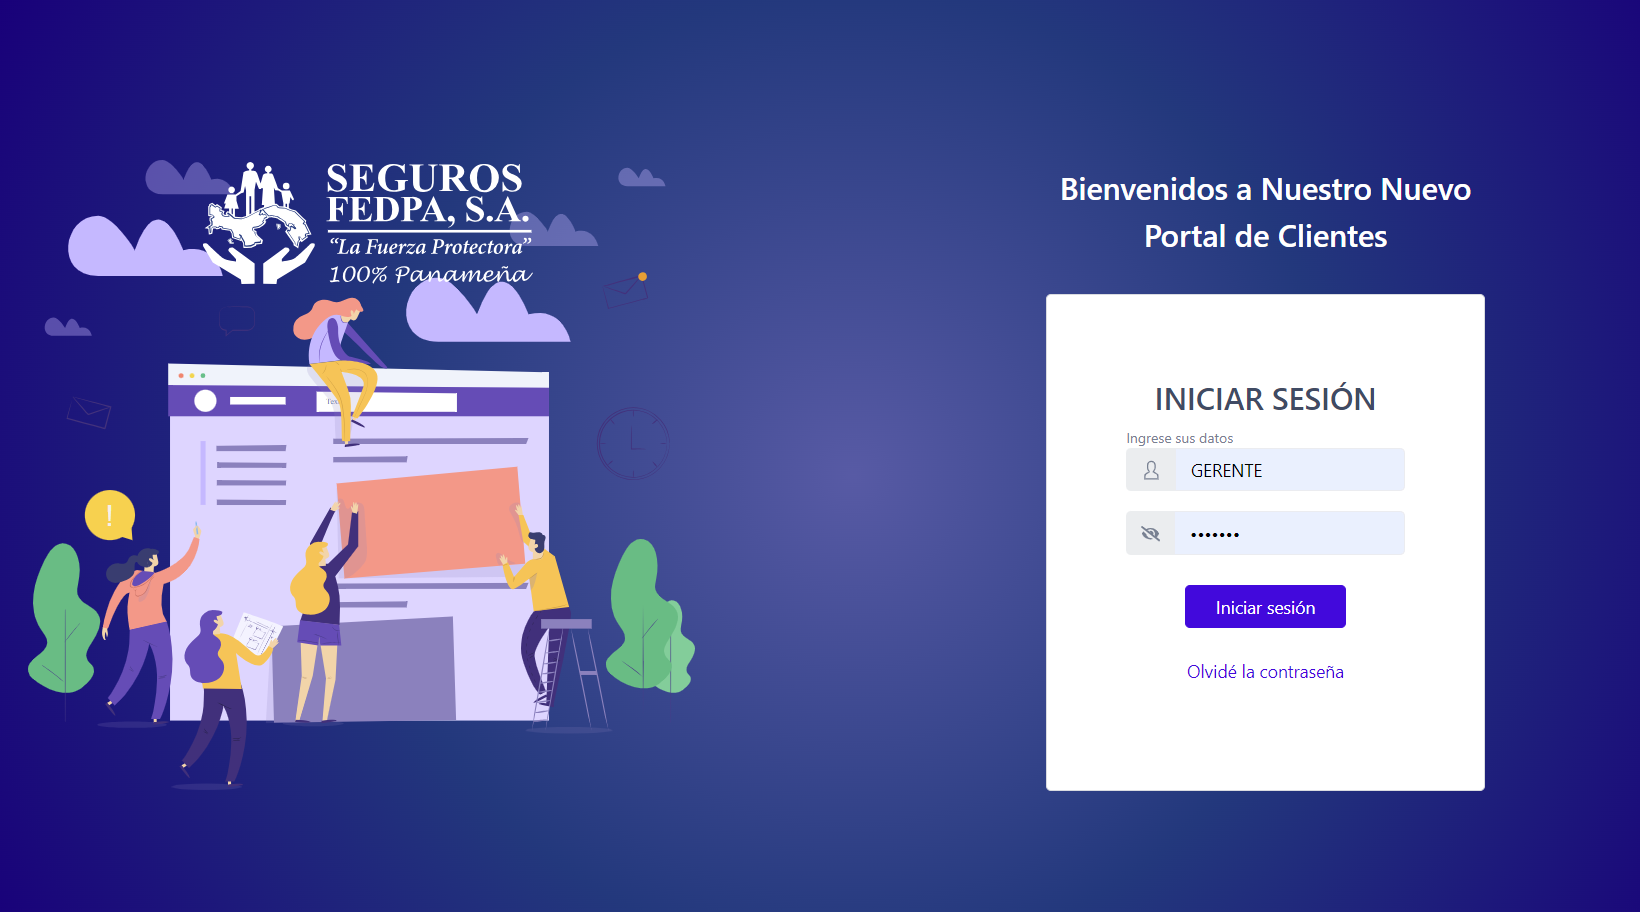 SEGUROS
FEDPA, S.A.
“La Fuerza Protectora”
100% Panameña
!
Bienvenidos a Nuestro Nuevo
Portal de Clientes
INICIAR SESIÓN
Ingrese sus datos
GERENTE
•••••••
Iniciar sesión
Olvidé la contraseña